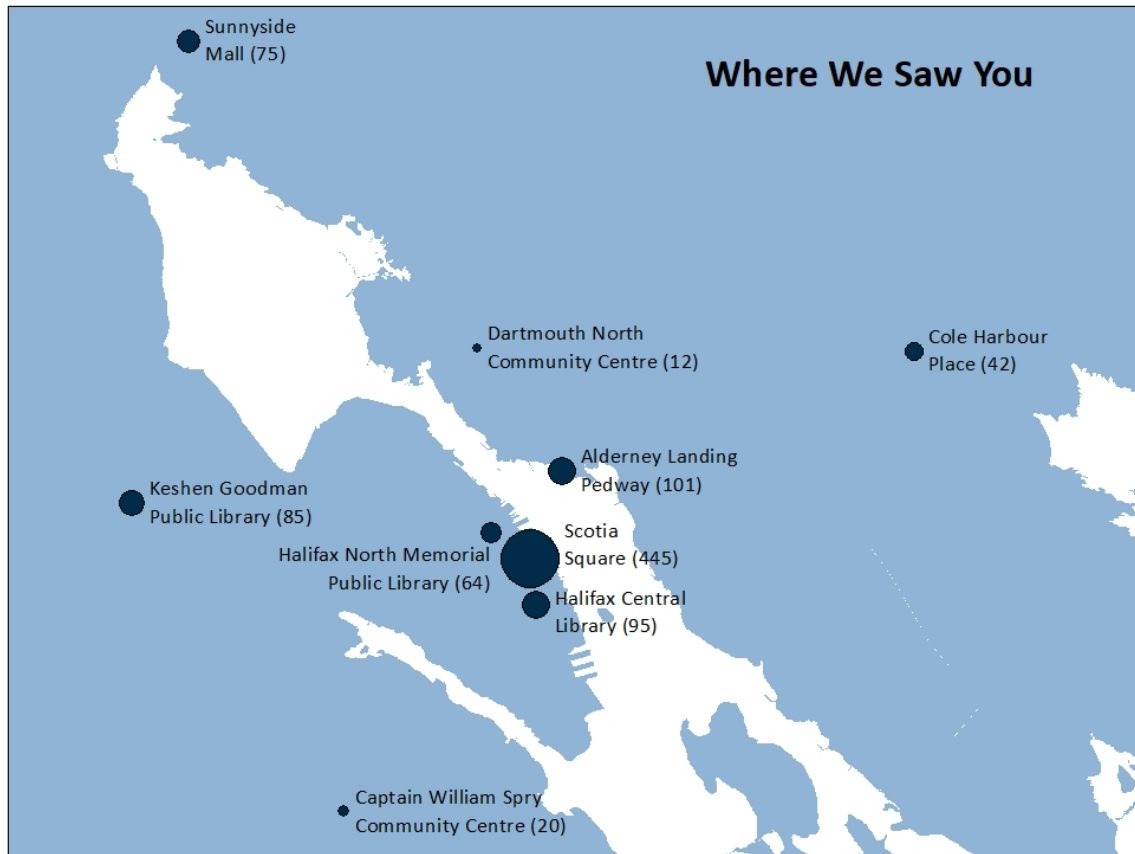 Sunnyside
Mall (75)
Where We Saw You
Dartmouth North
Community Centre (12)
Cole Harbour
Place (42)
Alderney Landing
Pedway (101)
Keshen Goodman
Public Library (85)
Scotia
Square (445)
Halifax North Memorial
Public Library (64)
Halifax Central
Library (95)
Captain William Spry
Community Centre (20)